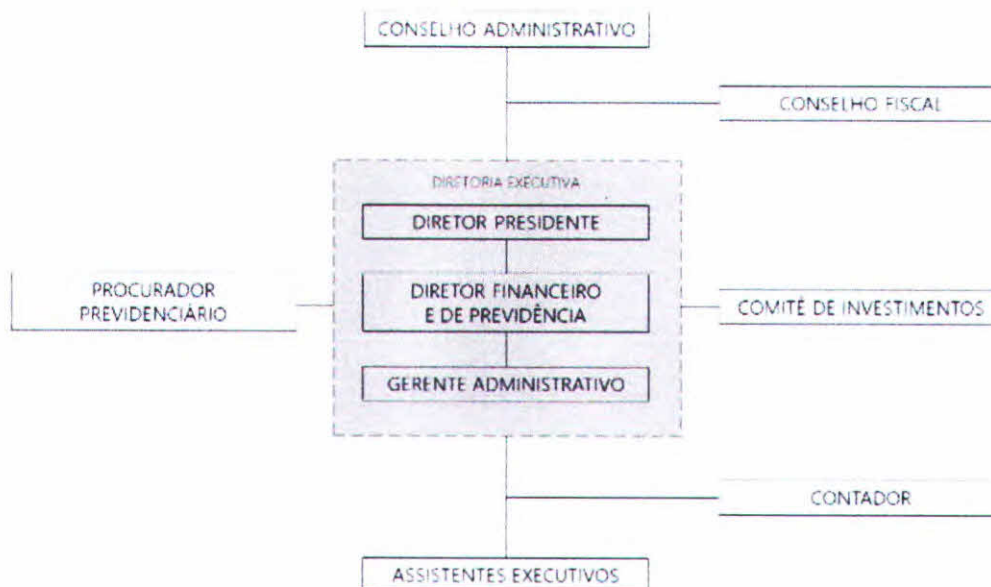 CONSELHO ADMINISTRATIVO
CONSELHO FISCAL
DIRETORIA EXECUTIVA
DIRETOR PRESIDENTE
PROCURADOR
PREVIDENCIÁRIO
DIRETOR FINANCEIRO
E DE PREVIDÊNCIA
COMITÊ DE INVESTIMENTOS
GERENTE ADMINISTRATIVO
CONTADOR
ASSISTENTES EXECUTIVOS